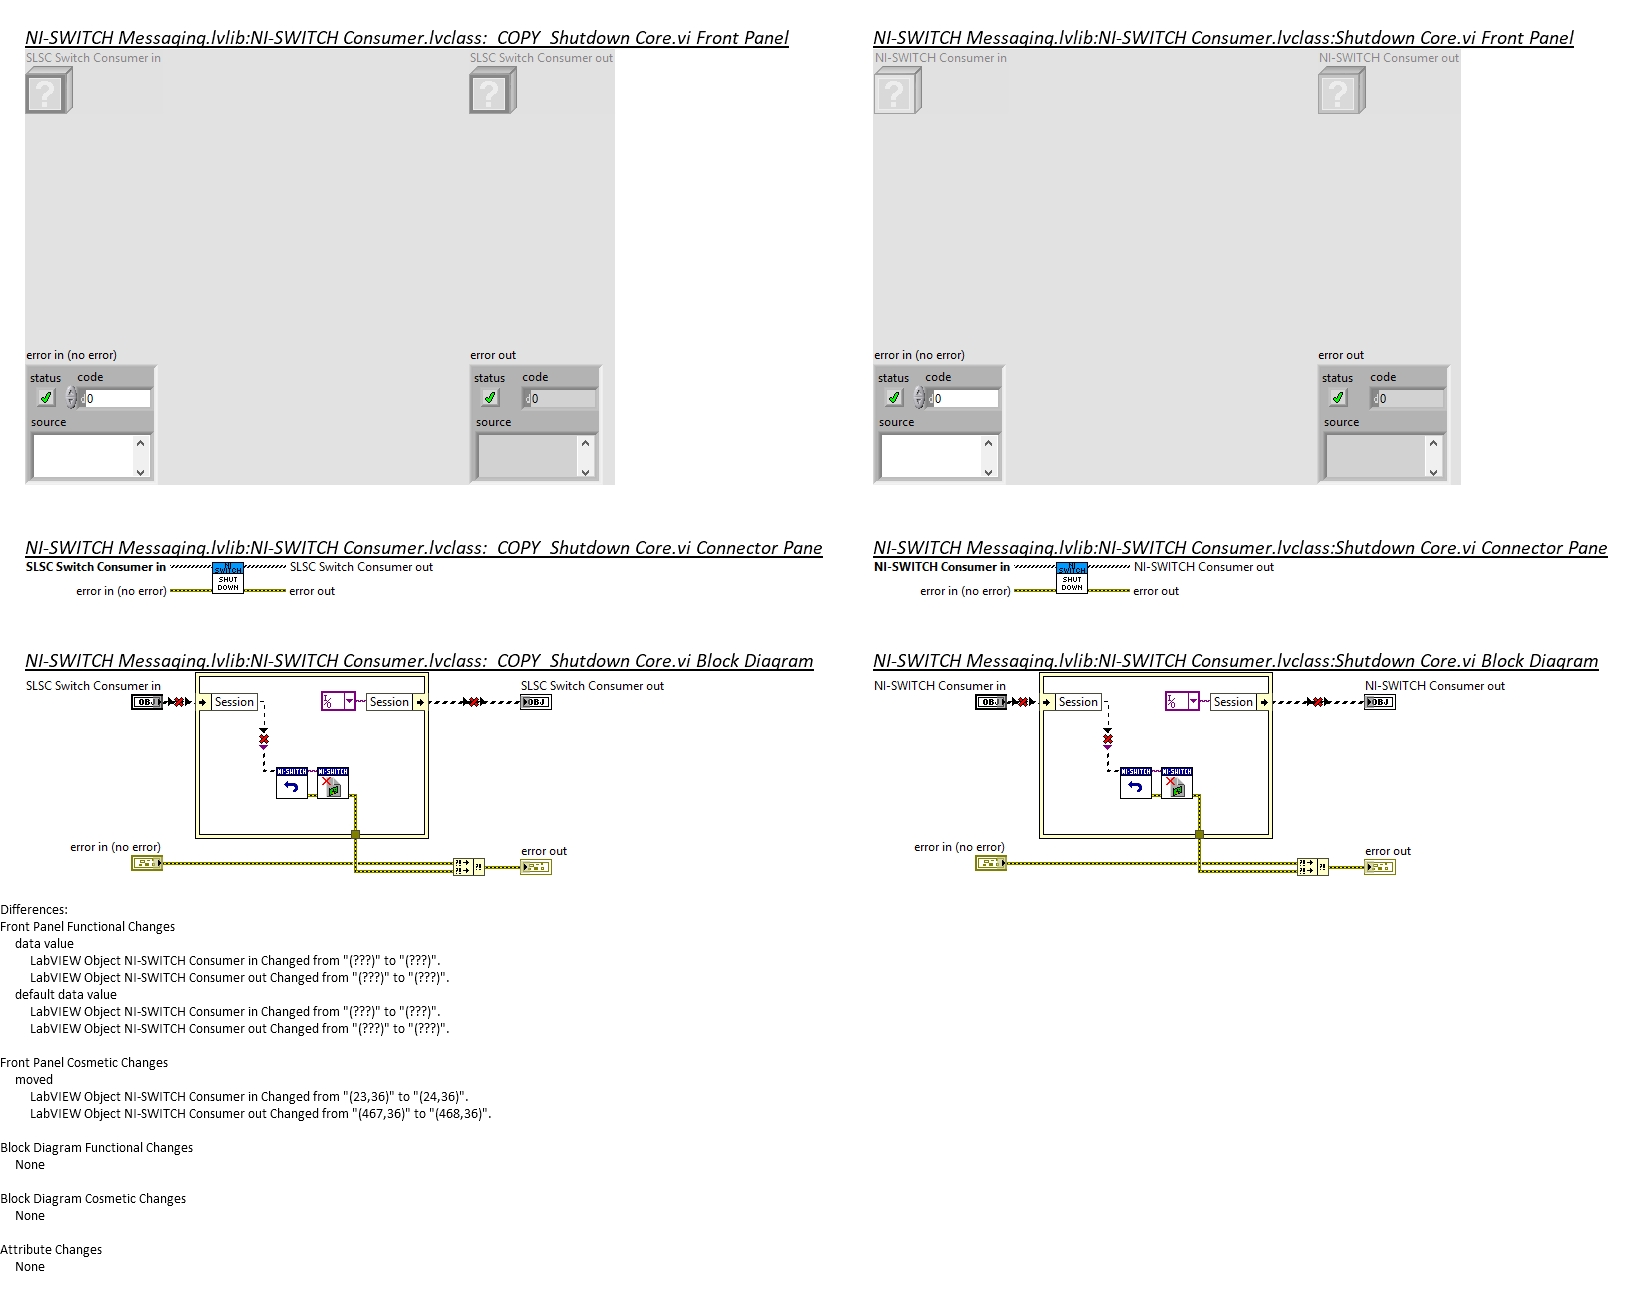 NI-SWITCH Messaging.lvlib:NI-SWITCH Consumer.lvclass:_COPY_Shutdown Core.vi Front Panel
SLSC Switch Consumer in
SLSC Switch Consumer out
?
?
error in (no error)
error out
status code
status code
d0
d0
source
source
NI-SWITCH Messaging.lvlib:NI-SWITCH Consumer.lvclass:Shutdown Core.vi Front Panel
NI-SWITCH Consumer in
NI-SWITCH Consumer out
?
?
error in (no error)
error out
status code
status code
d0
d0
source
source
NI-SWITCH Messaging.lvlib:NI-SWITCH Consumer.lvclass:_COPY_Shutdown Core.vi Connector Pane
SLSC Switch Consumer in
NI
SWITCH
SHUT
DOWN
SLSC Switch Consumer out
error in (no error)
error out
NI-SWITCH Messaging.lvlib:NI-SWITCH Consumer.lvclass:Shutdown Core.vi Connector Pane
NI-SWITCH Consumer in
NI
SWITCH
SHUT
DOWN
NI-SWITCH Consumer out
error in (no error)
error out
NI-SWITCH Messaging.lvlib:NI-SWITCH Consumer.lvclass:_COPY_Shutdown Core.vi Block Diagram
SLSC Switch Consumer in
SLSC Switch Consumer out
OBJ
Session
I/O
Session
OBJ
NI-SWITCH
NI-SWITCH
error in (no error)
error out
?!
?!
?!
NI-SWITCH Messaging.lvlib:NI-SWITCH Consumer.lvclass:Shutdown Core.vi Block Diagram
NI-SWITCH Consumer in
NI-SWITCH Consumer out
OBJ
Session
I/O
Session
OBJ
NI-SWITCH
NI-SWITCH
error in (no error)
error out
?!
?!
?!
Differences:
Front Panel Functional Changes
data value
LabVIEW Object NI-SWITCH Consumer in Changed from "(???)" to "(???)".
LabVIEW Object NI-SWITCH Consumer out Changed from "(???)" to "(???)".
default data value
LabVIEW Object NI-SWITCH Consumer in Changed from "(???)" to "(???)".
LabVIEW Object NI-SWITCH Consumer out Changed from "(???)" to "(???)".
Front Panel Cosmetic Changes
moved
LabVIEW Object NI-SWITCH Consumer in Changed from "(23,36)" to "(24,36)".
LabVIEW Object NI-SWITCH Consumer out Changed from "(467,36)" to "(468,36)".
Block Diagram Functional Changes
None
Block Diagram Cosmetic Changes
None
Attribute Changes
None